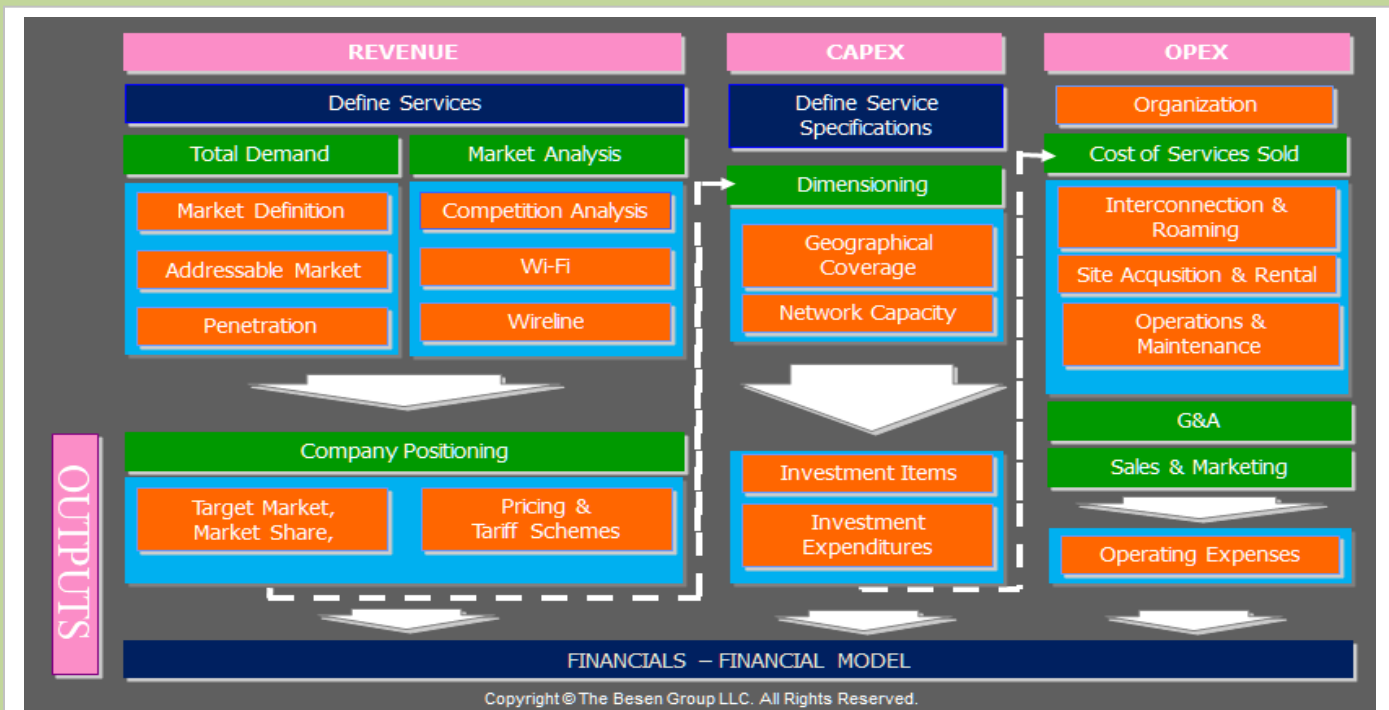 REVENUE
Define Services
Total Demand
Market Definition
Addressable Market
Penetration
Market Analysis
Competition Analysis
Wi-Fi
Wireline
Company Positioning
Target Market,
Market Share,
Pricing &
Tariff Schemes
CAPEX
Define Service
Specifications
Dimensioning
Geographical
Coverage
Network Capacity
Investment Items
Investment
Expenditures
OPEX
Organization
Cost of Services Sold
Interconnection &
Roaming
Site Acqusition & Rental
Operations &
Maintenance
G&A
Sales & Marketing
Operating Expenses
OUTPUTS
FINANCIALS – FINANCIAL MODEL
Copyright © The Besen Group LLC. All Rights Reserved.